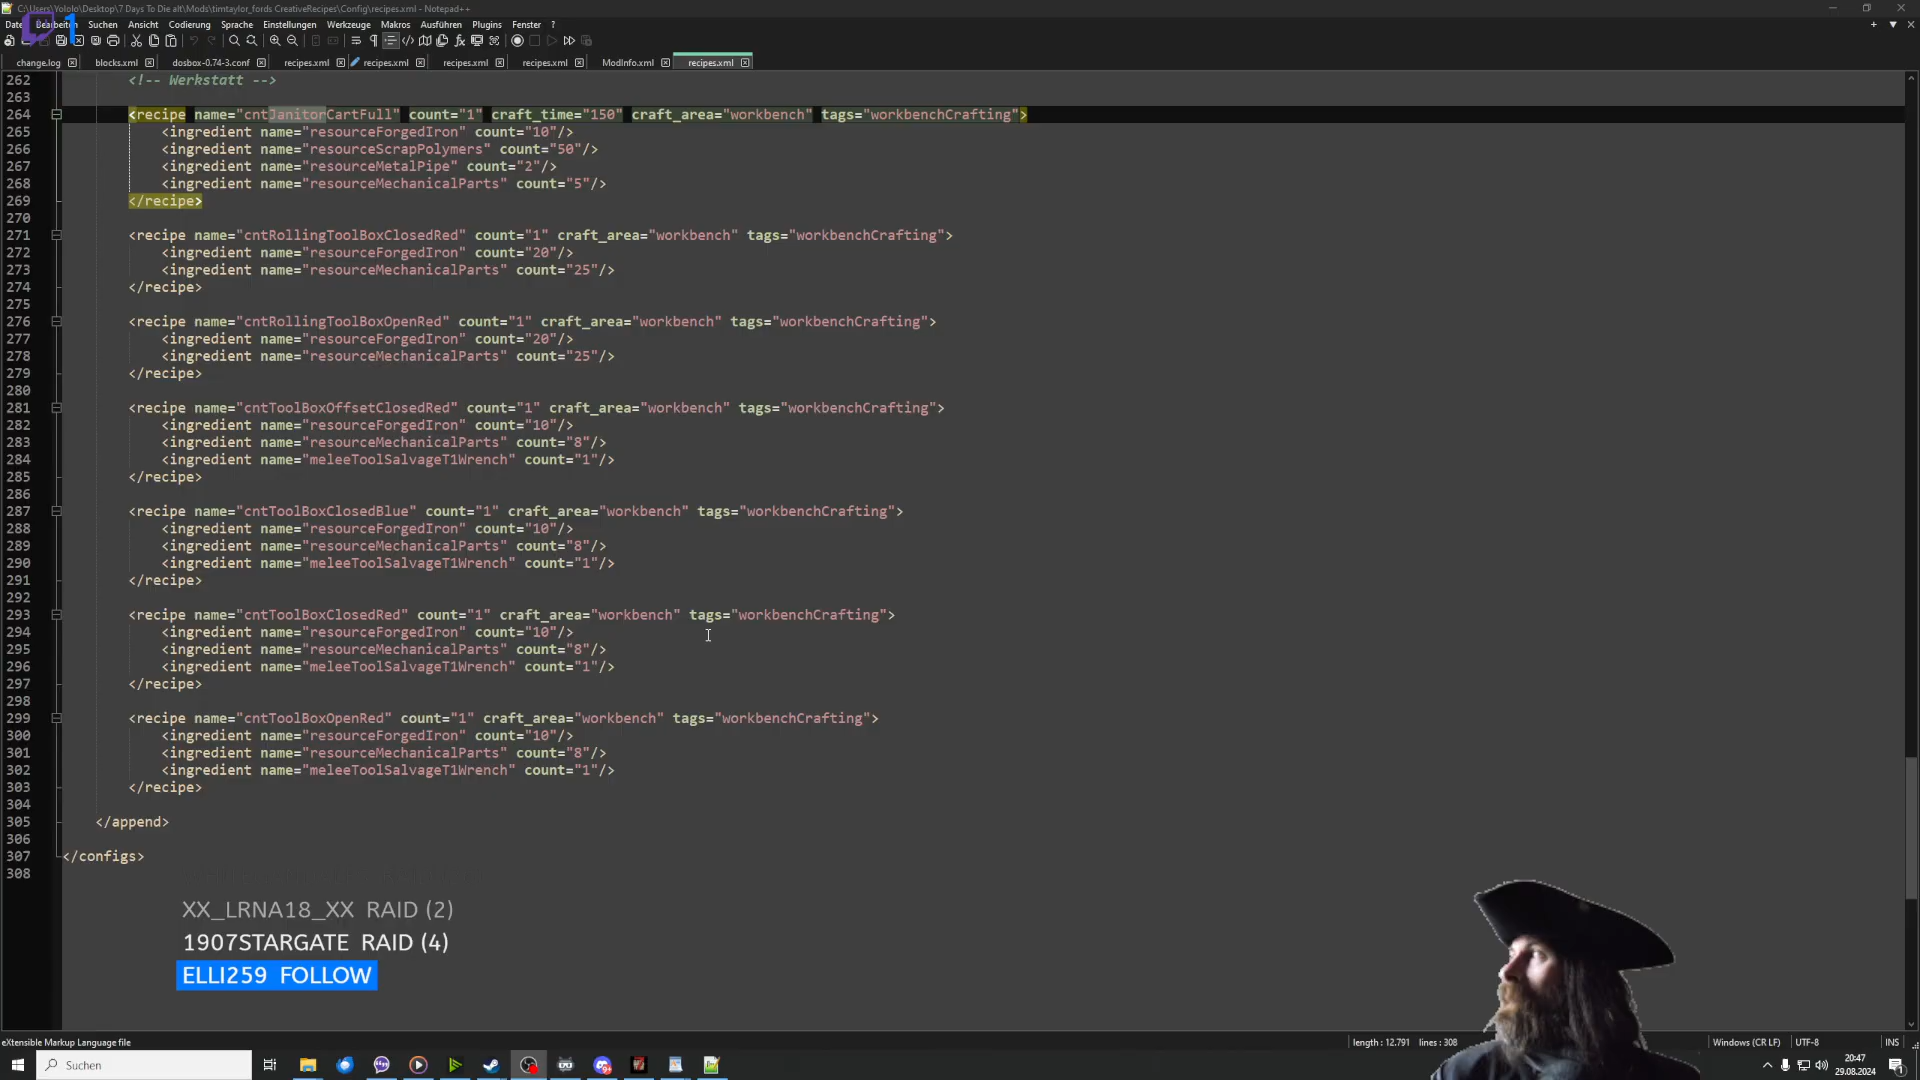 C:\Users\Yololo\Desktop\7 Days To Die alt\Mods\timtaylor_fords CreativeRecipes\Config\recipes.xml - Notepad++
Datei Bearbeiten Suchen Ansicht Codierung Sprache Einstellungen Werkzeuge Makros Ausführen Plugins Fenster ?
1
change.log blocks.xml dosbox-0.74-3.conf recipes.xml recipes.xml recipes.xml recipes.xml ModInfo.xml recipes.xml
262 <!-- Werkstatt -->
263
264 <recipe name="cntJanitorCartFull" count="1" craft_time="150" craft_area="workbench" tags="workbenchCrafting">
265 <ingredient name="resourceForgedIron" count="10"/>
266 <ingredient name="resourceScrapPolymers" count="50"/>
267 <ingredient name="resourceMetalPipe" count="2"/>
268 <ingredient name="resourceMechanicalParts" count="5"/>
269 </recipe>
270
271 <recipe name="cntRollingToolBoxClosedRed" count="1" craft_area="workbench" tags="workbenchCrafting">
272 <ingredient name="resourceForgedIron" count="20"/>
273 <ingredient name="resourceMechanicalParts" count="25"/>
274 </recipe>
275
276 <recipe name="cntRollingToolBoxOpenRed" count="1" craft_area="workbench" tags="workbenchCrafting">
277 <ingredient name="resourceForgedIron" count="20"/>
278 <ingredient name="resourceMechanicalParts" count="25"/>
279 </recipe>
280
281 <recipe name="cntToolBoxOffsetClosedRed" count="1" craft_area="workbench" tags="workbenchCrafting">
282 <ingredient name="resourceForgedIron" count="10"/>
283 <ingredient name="resourceMechanicalParts" count="8"/>
284 <ingredient name="meleeToolSalvageT1Wrench" count="1"/>
285 </recipe>
286
287 <recipe name="cntToolBoxClosedBlue" count="1" craft_area="workbench" tags="workbenchCrafting">
288 <ingredient name="resourceForgedIron" count="10"/>
289 <ingredient name="resourceMechanicalParts" count="8"/>
290 <ingredient name="meleeToolSalvageT1Wrench" count="1"/>
291 </recipe>
292
293 <recipe name="cntToolBoxClosedRed" count="1" craft_area="workbench" tags="workbenchCrafting">
294 <ingredient name="resourceForgedIron" count="10"/>
295 <ingredient name="resourceMechanicalParts" count="8"/>
296 <ingredient name="meleeToolSalvageT1Wrench" count="1"/>
297 </recipe>
298
299 <recipe name="cntToolBoxOpenRed" count="1" craft_area="workbench" tags="workbenchCrafting">
300 <ingredient name="resourceForgedIron" count="10"/>
301 <ingredient name="resourceMechanicalParts" count="8"/>
302 <ingredient name="meleeToolSalvageT1Wrench" count="1"/>
303 </recipe>
304
305 </append>
306
307 </configs>
308
XX_LRNA18_XX RAID (2)
1907STARGATE RAID (4)
ELLI259 FOLLOW
eXtensible Markup Language file length : 12.791 lines : 308 Windows (CR LF) UTF-8 INS
Suchen
20:47
29.08.2024